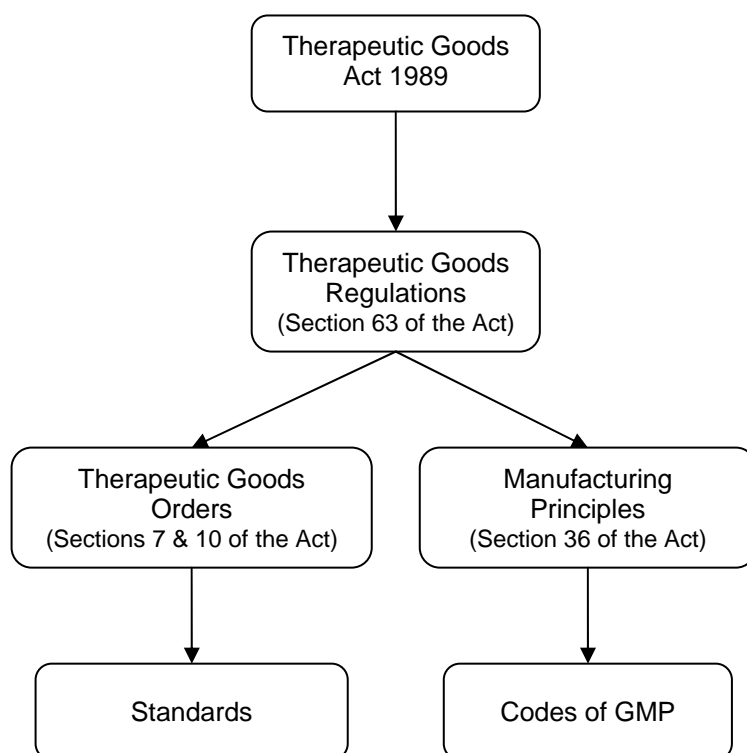 Therapeutic Goods
Act 1989
Therapeutic Goods
Regulations
(Section 63 of the Act)
Therapeutic Goods
Orders
(Sections 7 & 10 of the Act)
Manufacturing
Principles
(Section 36 of the Act)
Standards
Codes of GMP